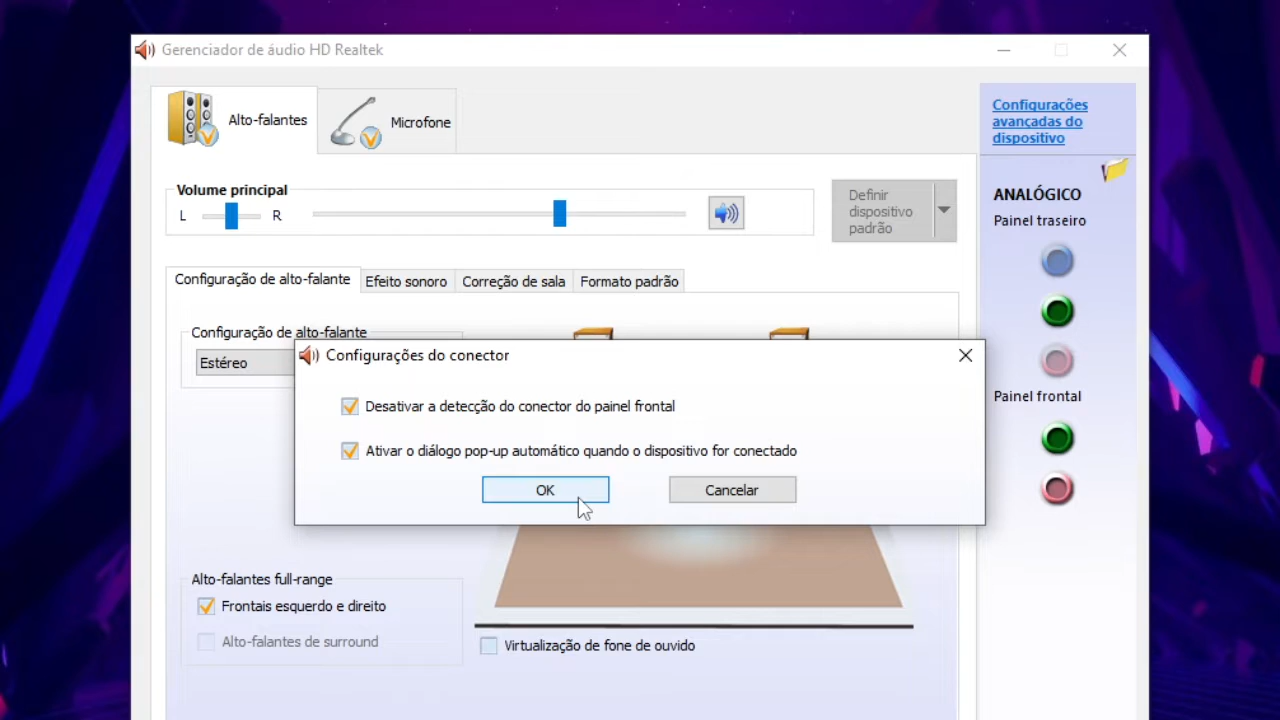 Gerenciador de áudio HD Realtek
Alto-falantes
Microfone
Configurações
avançadas do
dispositivo
Volume principal
L
R
Definir
dispositivo
padrão
ANALÓGICO
Painel traseiro
Configuração de alto-falante
Efeito sonoro
Correção de sala
Formato padrão
Configuração de alto-falante
Estéreo
Configurações do conector
Desativar a detecção do conector do painel frontal
Ativar o diálogo pop-up automático quando o dispositivo for conectado
OK
Cancelar
Painel frontal
Alto-falantes full-range
Frontais esquerdo e direito
Alto-falantes de surround
Virtualização de fone de ouvido